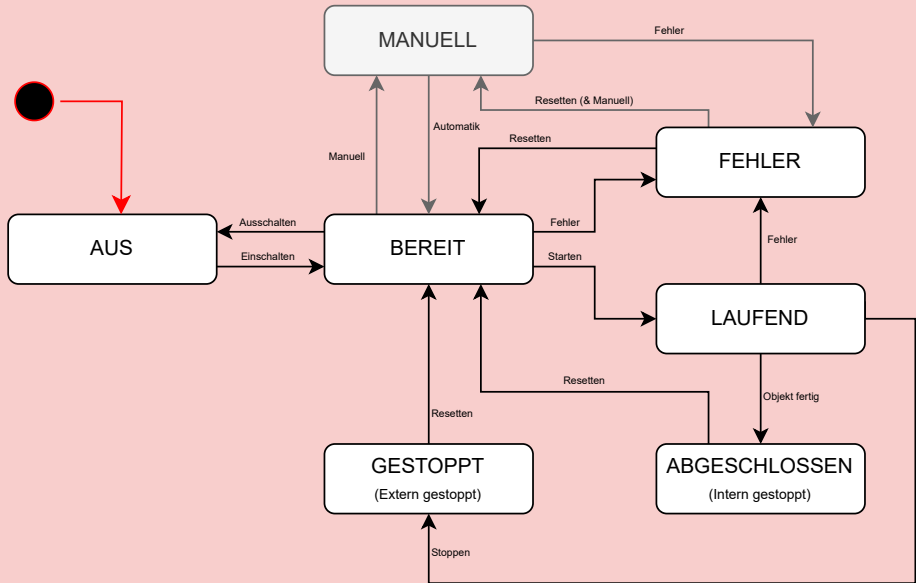 MANUELL
Fehler
Resetten (& Manuell)
Automatik
Manuell
Resetten
FEHLER
Ausschalten
Fehler
AUS
BEREIT
Fehler
Einschalten
Starten
LAUFEND
Resetten
Objekt fertig
Resetten
GESTOPPT
(Extern gestoppt)
ABGESCHLOSSEN
(Intern gestoppt)
Stoppen